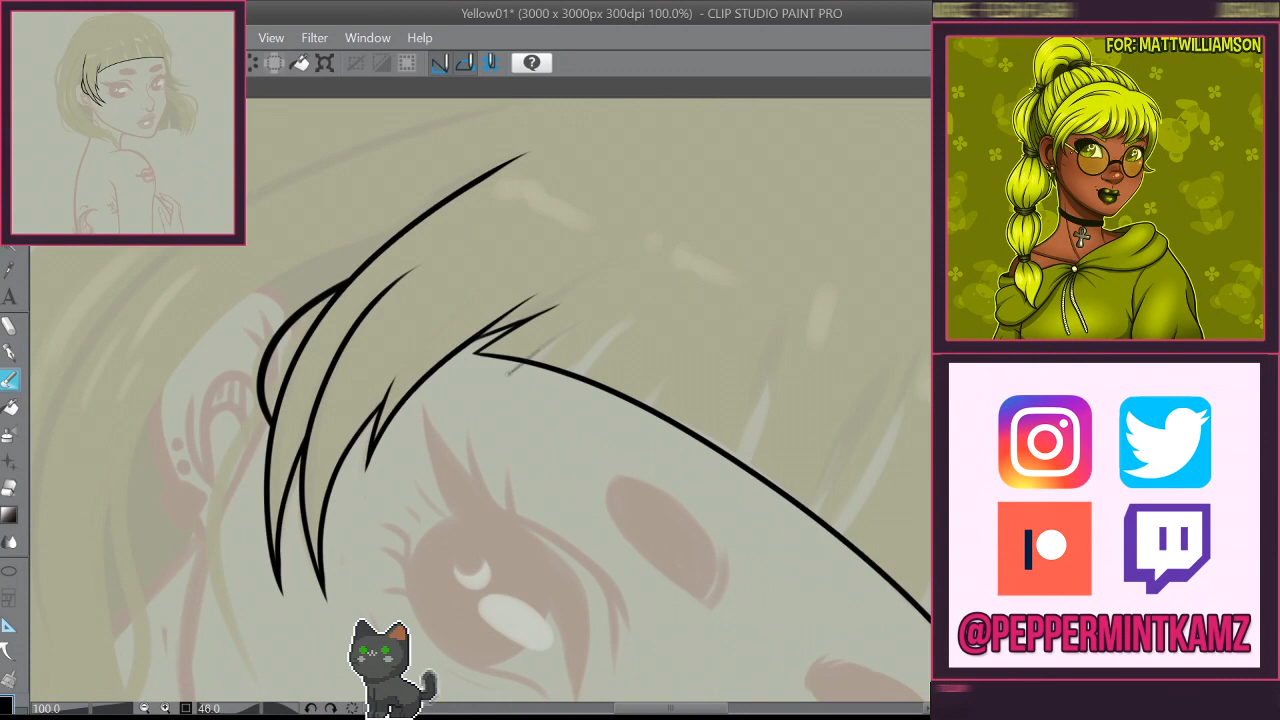 Yellow01* (3000 x 3000px 300dpi 100.0%) - CLIP STUDIO PAINT PRO
View Filter Window Help
FOR: MATTWILLIAMSON
@PEPPERMINTKAMZ
100.0
46.0